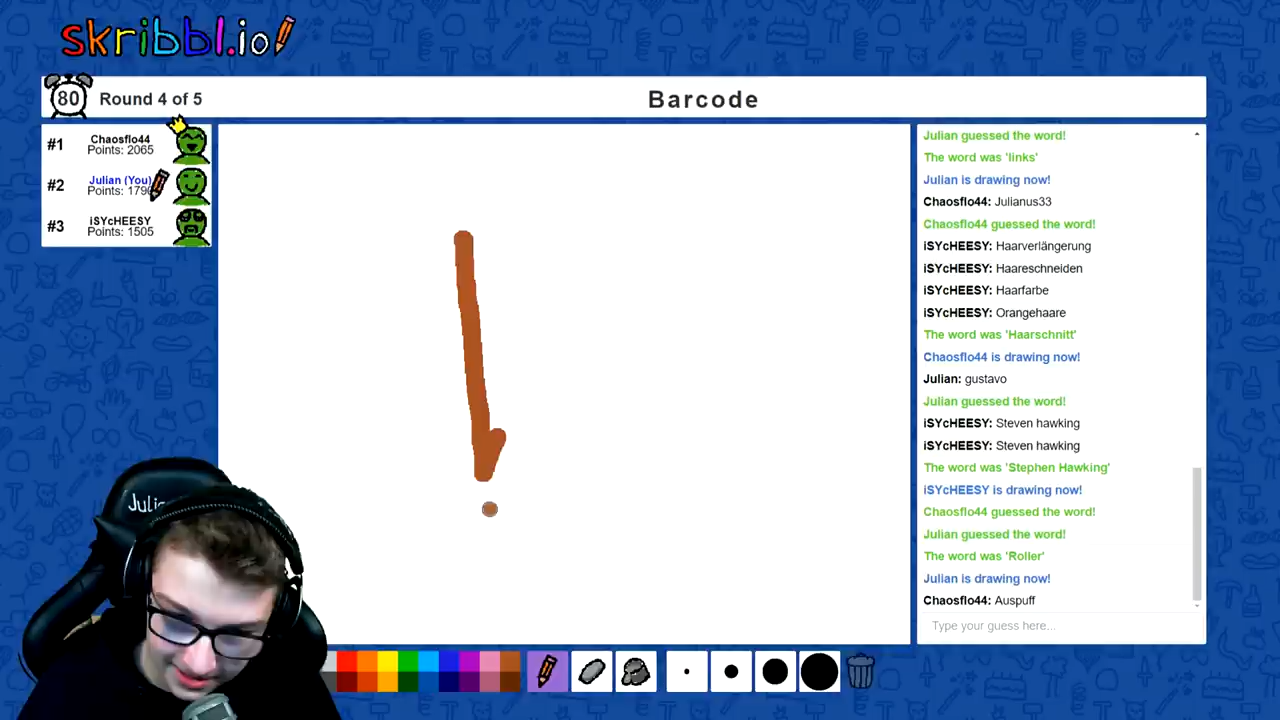 skribbl.io
80
Round 4 of 5
Barcode
#1
Chaosflo44
Points: 2065
#2
Julian (You)
#3
iSYcHEESY
Points: 1505
Julian guessed the word!
The word was 'links'
Julian is drawing now!
Chaosflo44: Julianus33
Chaosflo44 guessed the word!
iSYcHEESY: Haarverlängerung
iSYcHEESY: Haareschneiden
iSYcHEESY: Haarfarbe
iSYcHEESY: Orangehaare
The word was 'Haarschnitt'
Chaosflo44 is drawing now!
Julian: gustavo
Julian guessed the word!
iSYcHEESY: Steven hawking
iSYcHEESY: Steven hawking
The word was 'Stephen Hawking'
iSYcHEESY is drawing now!
Chaosflo44 guessed the word!
Julian guessed the word!
The word was 'Roller'
Julian is drawing now!
Chaosflo44: Auspuff
Type your guess here...